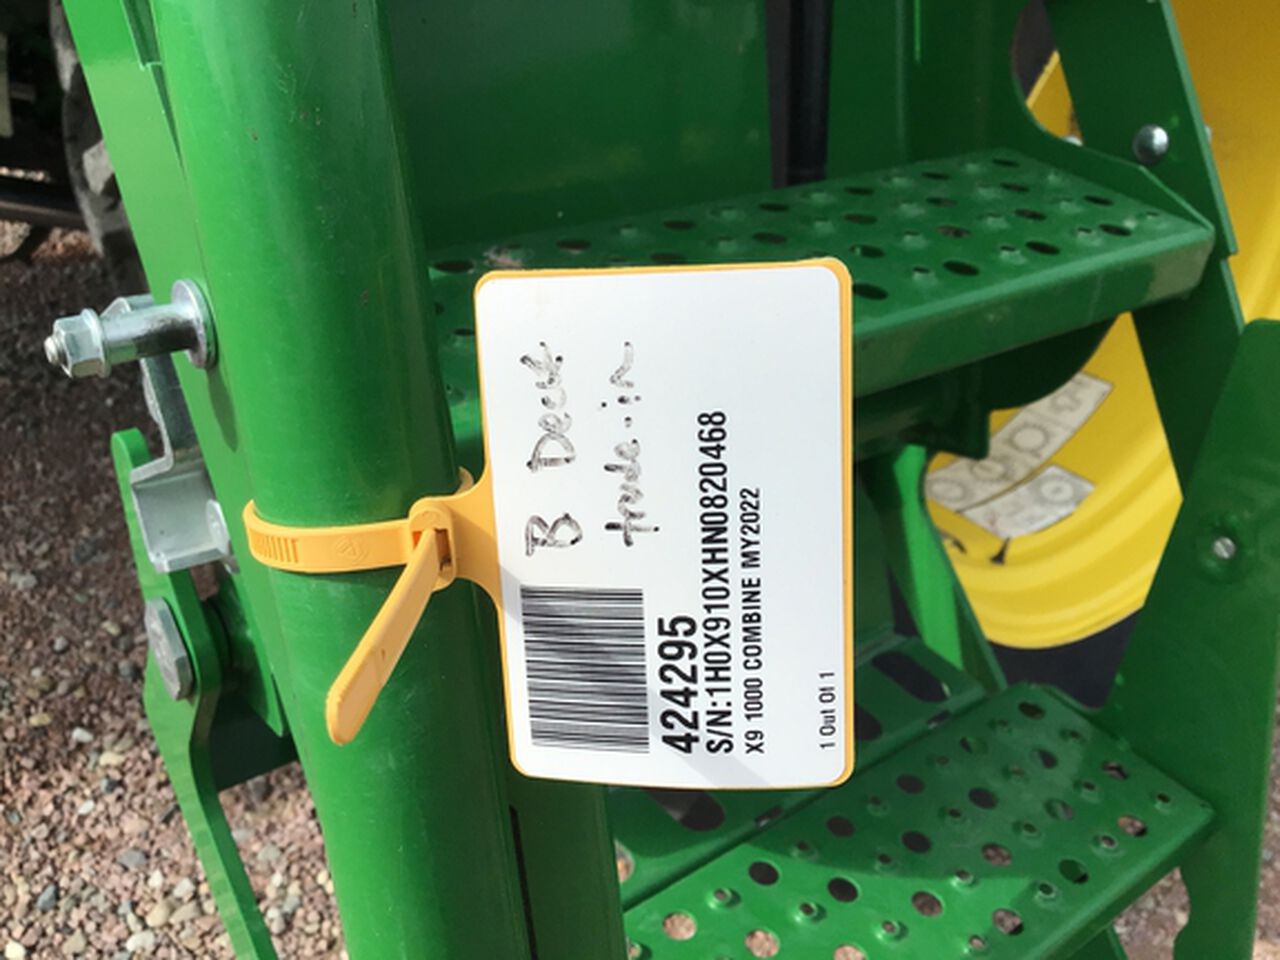 B Deck
trade-in
424295
S/N:1H0X910XHN0820468
X9 1000 COMBINE MY2022
1 Out Of 1